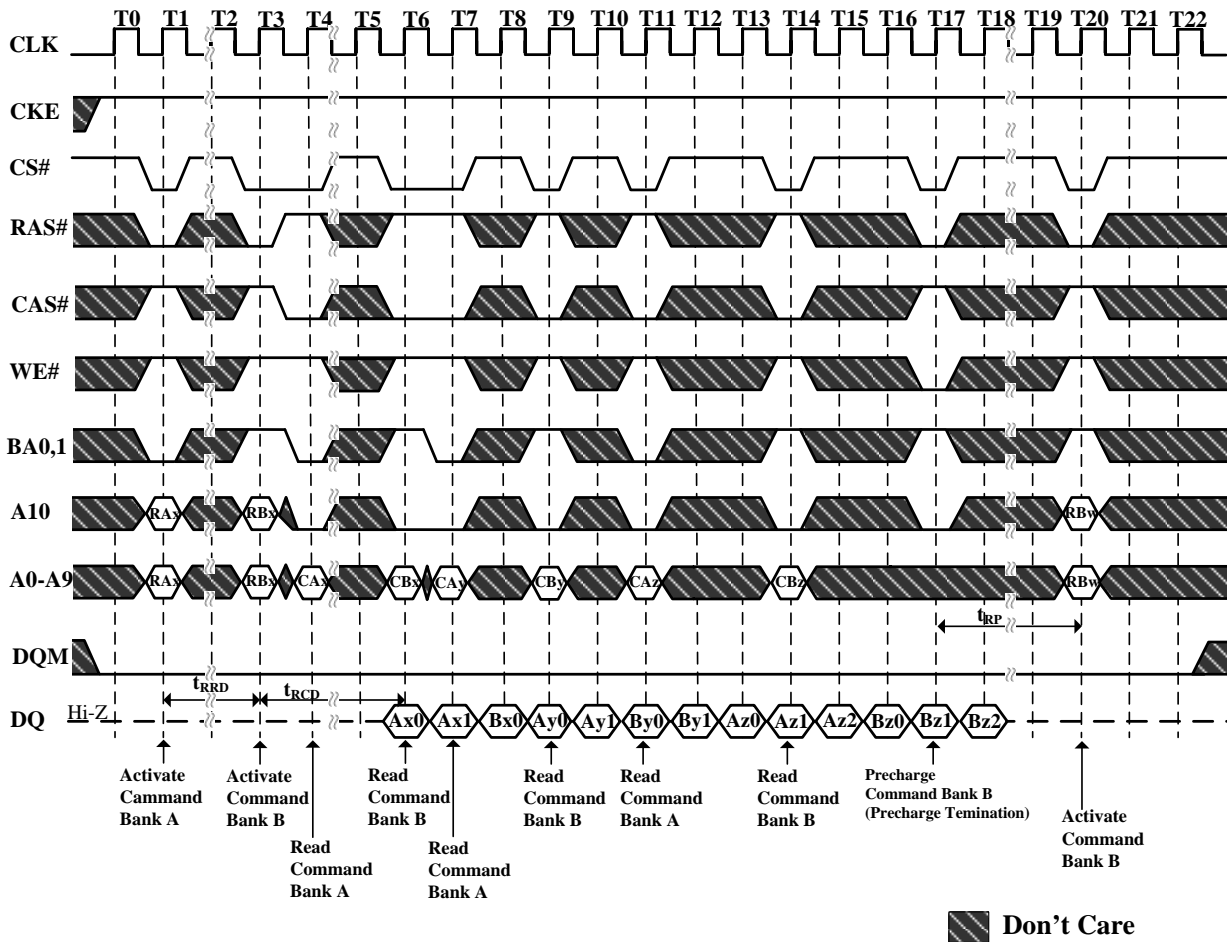 T0 T1 T2 T3 T4 T5 T6 T7 T8 T9 T10 T11 T12 T13 T14 T15 T16 T17 T18 T19 T20 T21 T22
CLK
CKE
CS#
RAS#
CAS#
WE#
BA0,1
A10 RAx RBx RBw
A0-A9 RAx RBx CAx CBx CAy CBy CAz CBz RBw
tRP
DQM
tRRD tRCD
DQ Hi-Z Ax0 Ax1 Bx0 Ay0 Ay1 By0 By1 Az0 Az1 Az2 Bz0 Bz1 Bz2
Activate
Cammand
Bank A
Activate
Command
Bank B
Read
Command
Bank A
Read
Command
Bank B
Read
Command
Bank A
Read
Command
Bank B
Read
Command
Bank A
Read
Command
Bank B
Precharge
Command Bank B
(Precharge Temination)
Activate
Command
Bank B
Don't Care